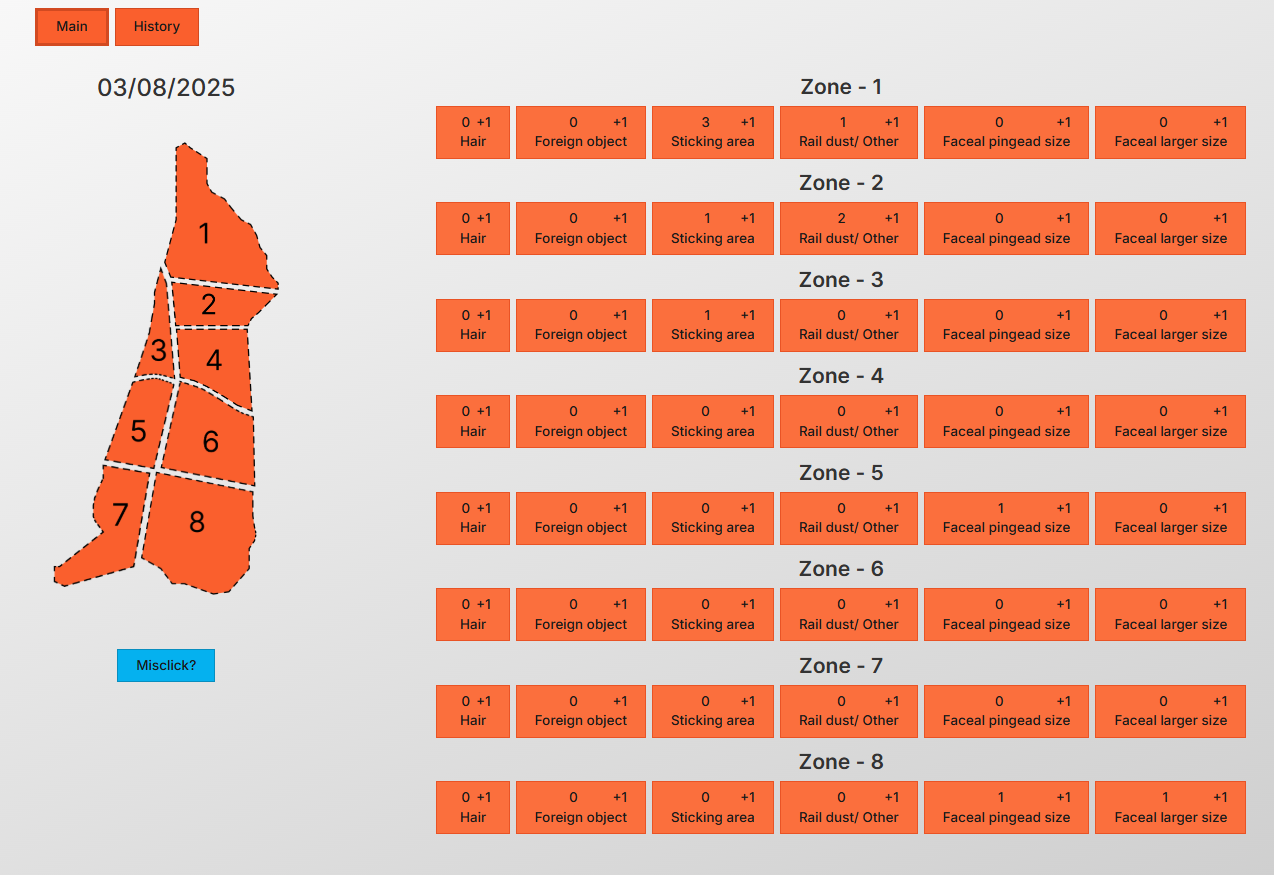 Main History
03/08/2025
1
2
3
4
5
6
7
8
Misclick?
Zone - 1
0 +1 0 +1 3 +1 1 +1 0 +1 0 +1
Hair Foreign object Sticking area Rail dust/ Other Faceal pingead size Faceal larger size
Zone - 2
0 +1 0 +1 1 +1 2 +1 0 +1 0 +1
Hair Foreign object Sticking area Rail dust/ Other Faceal pingead size Faceal larger size
Zone - 3
0 +1 0 +1 1 +1 0 +1 0 +1 0 +1
Hair Foreign object Sticking area Rail dust/ Other Faceal pingead size Faceal larger size
Zone - 4
0 +1 0 +1 0 +1 0 +1 0 +1 0 +1
Hair Foreign object Sticking area Rail dust/ Other Faceal pingead size Faceal larger size
Zone - 5
0 +1 0 +1 0 +1 0 +1 1 +1 0 +1
Hair Foreign object Sticking area Rail dust/ Other Faceal pingead size Faceal larger size
Zone - 6
0 +1 0 +1 0 +1 0 +1 0 +1 0 +1
Hair Foreign object Sticking area Rail dust/ Other Faceal pingead size Faceal larger size
Zone - 7
0 +1 0 +1 0 +1 0 +1 0 +1 0 +1
Hair Foreign object Sticking area Rail dust/ Other Faceal pingead size Faceal larger size
Zone - 8
0 +1 0 +1 0 +1 0 +1 1 +1 1 +1
Hair Foreign object Sticking area Rail dust/ Other Faceal pingead size Faceal larger size